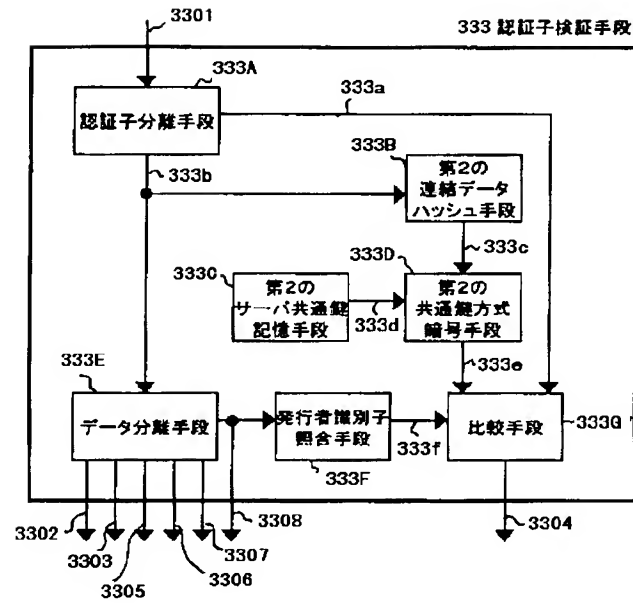 3301
333 認証子検証手段
333A
認証子分離手段
333a
333b
333B
第2の
連結データ
ハッシュ手段
333c
333C
第2の
サーバ共通鍵
記憶手段
333d
333D
第2の
共通鍵方式
暗号手段
333e
333E
データ分離手段
発行者識別子
照合手段
333F
333f
比較手段
333G
3302
3303
3305
3306
3307
3308
3304